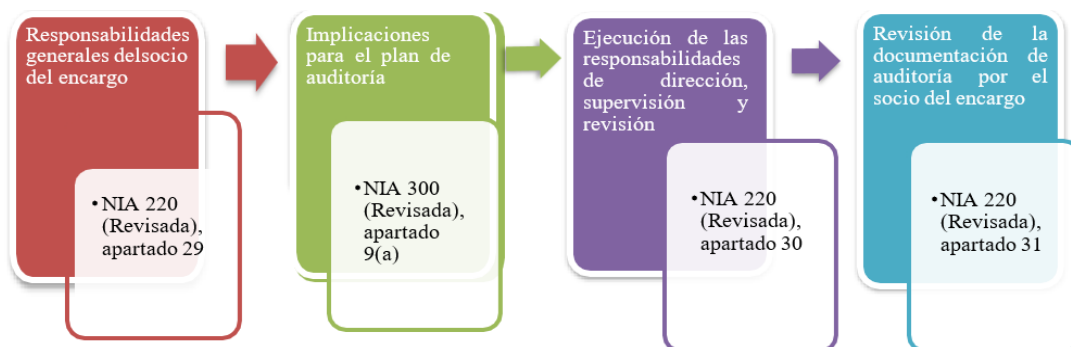 Responsabilidades
generales delsocio
del encargo
•NIA 220
(Revisada),
apartado 29
Implicaciones
para el plan de
auditoría
•NIA 300
(Revisada),
apartado
9(a)
Ejecución de las
responsabilidades
de dirección,
supervisión y
revisión
•NIA 220
(Revisada),
apartado 30
Revisión de la
documentación de
auditoría por el
socio del encargo
•NIA 220
(Revisada),
apartado 31